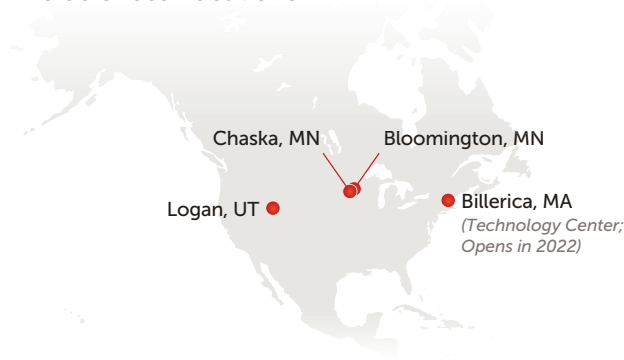 Chaska, MN
Bloomington, MN
Logan, UT
Billerica, MA
(Technology Center;
Opens in 2022)